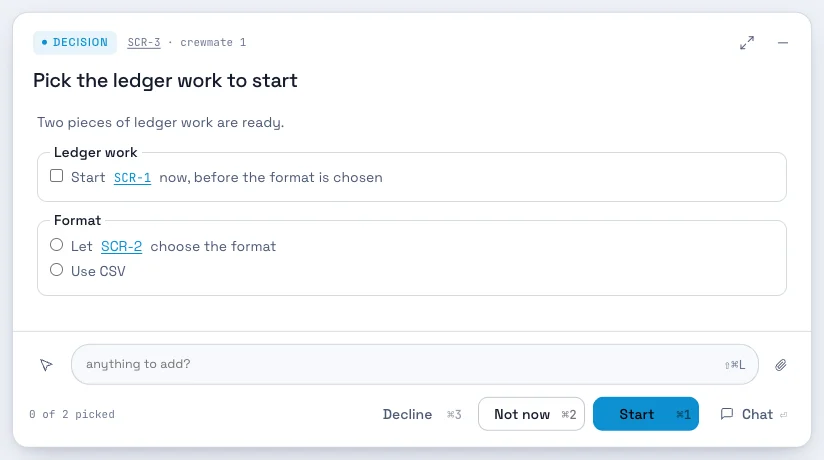 DECISION SCR-3 · crewmate 1
Pick the ledger work to start
Two pieces of ledger work are ready.
Ledger work
Start SCR-1 now, before the format is chosen
Format
Let SCR-2 choose the format
Use CSV
anything to add? ⇧⌘L
0 of 2 picked Decline ⌘3 Not now ⌘2 Start ⌘1 Chat ⏎